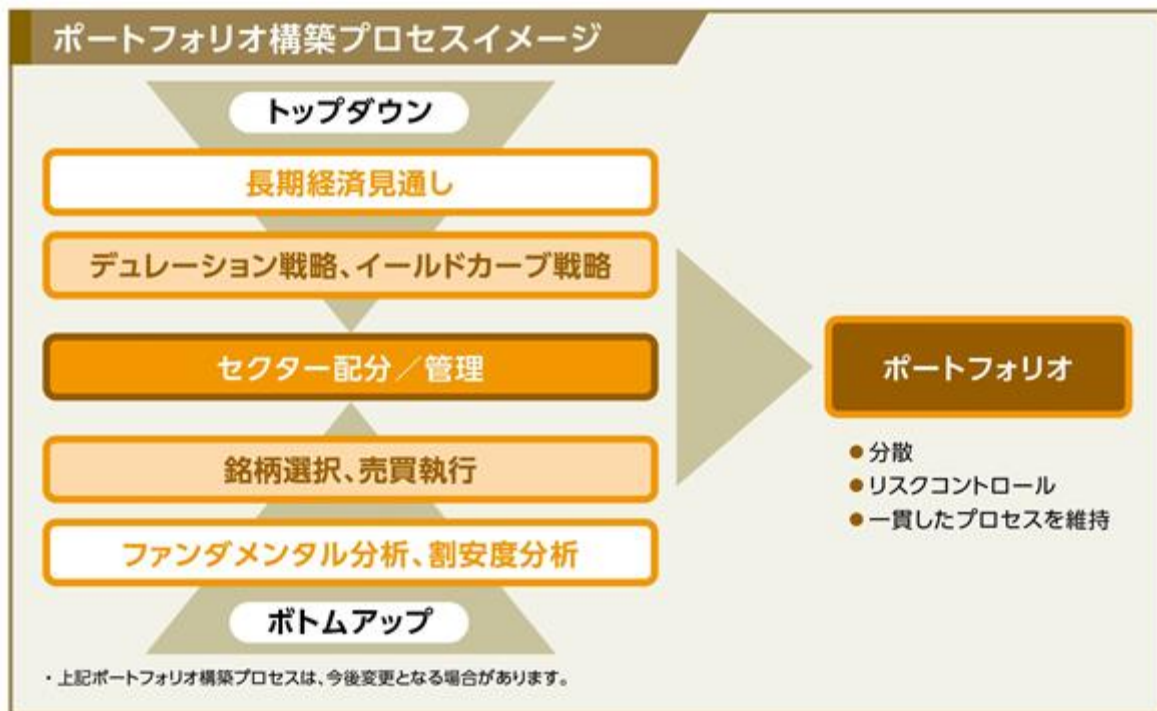 ポートフォリオ構築プロセスイメージ
トップダウン
長期経済見通し
デュレーション戦略、イールドカーブ戦略
セクター配分／管理
銘柄選択、売買執行
ファンダメンタル分析、割安度分析
ボトムアップ
ポートフォリオ
●分散
●リスクコントロール
●一貫したプロセスを維持
・上記ポートフォリオ構築プロセスは、今後変更となる場合があります。